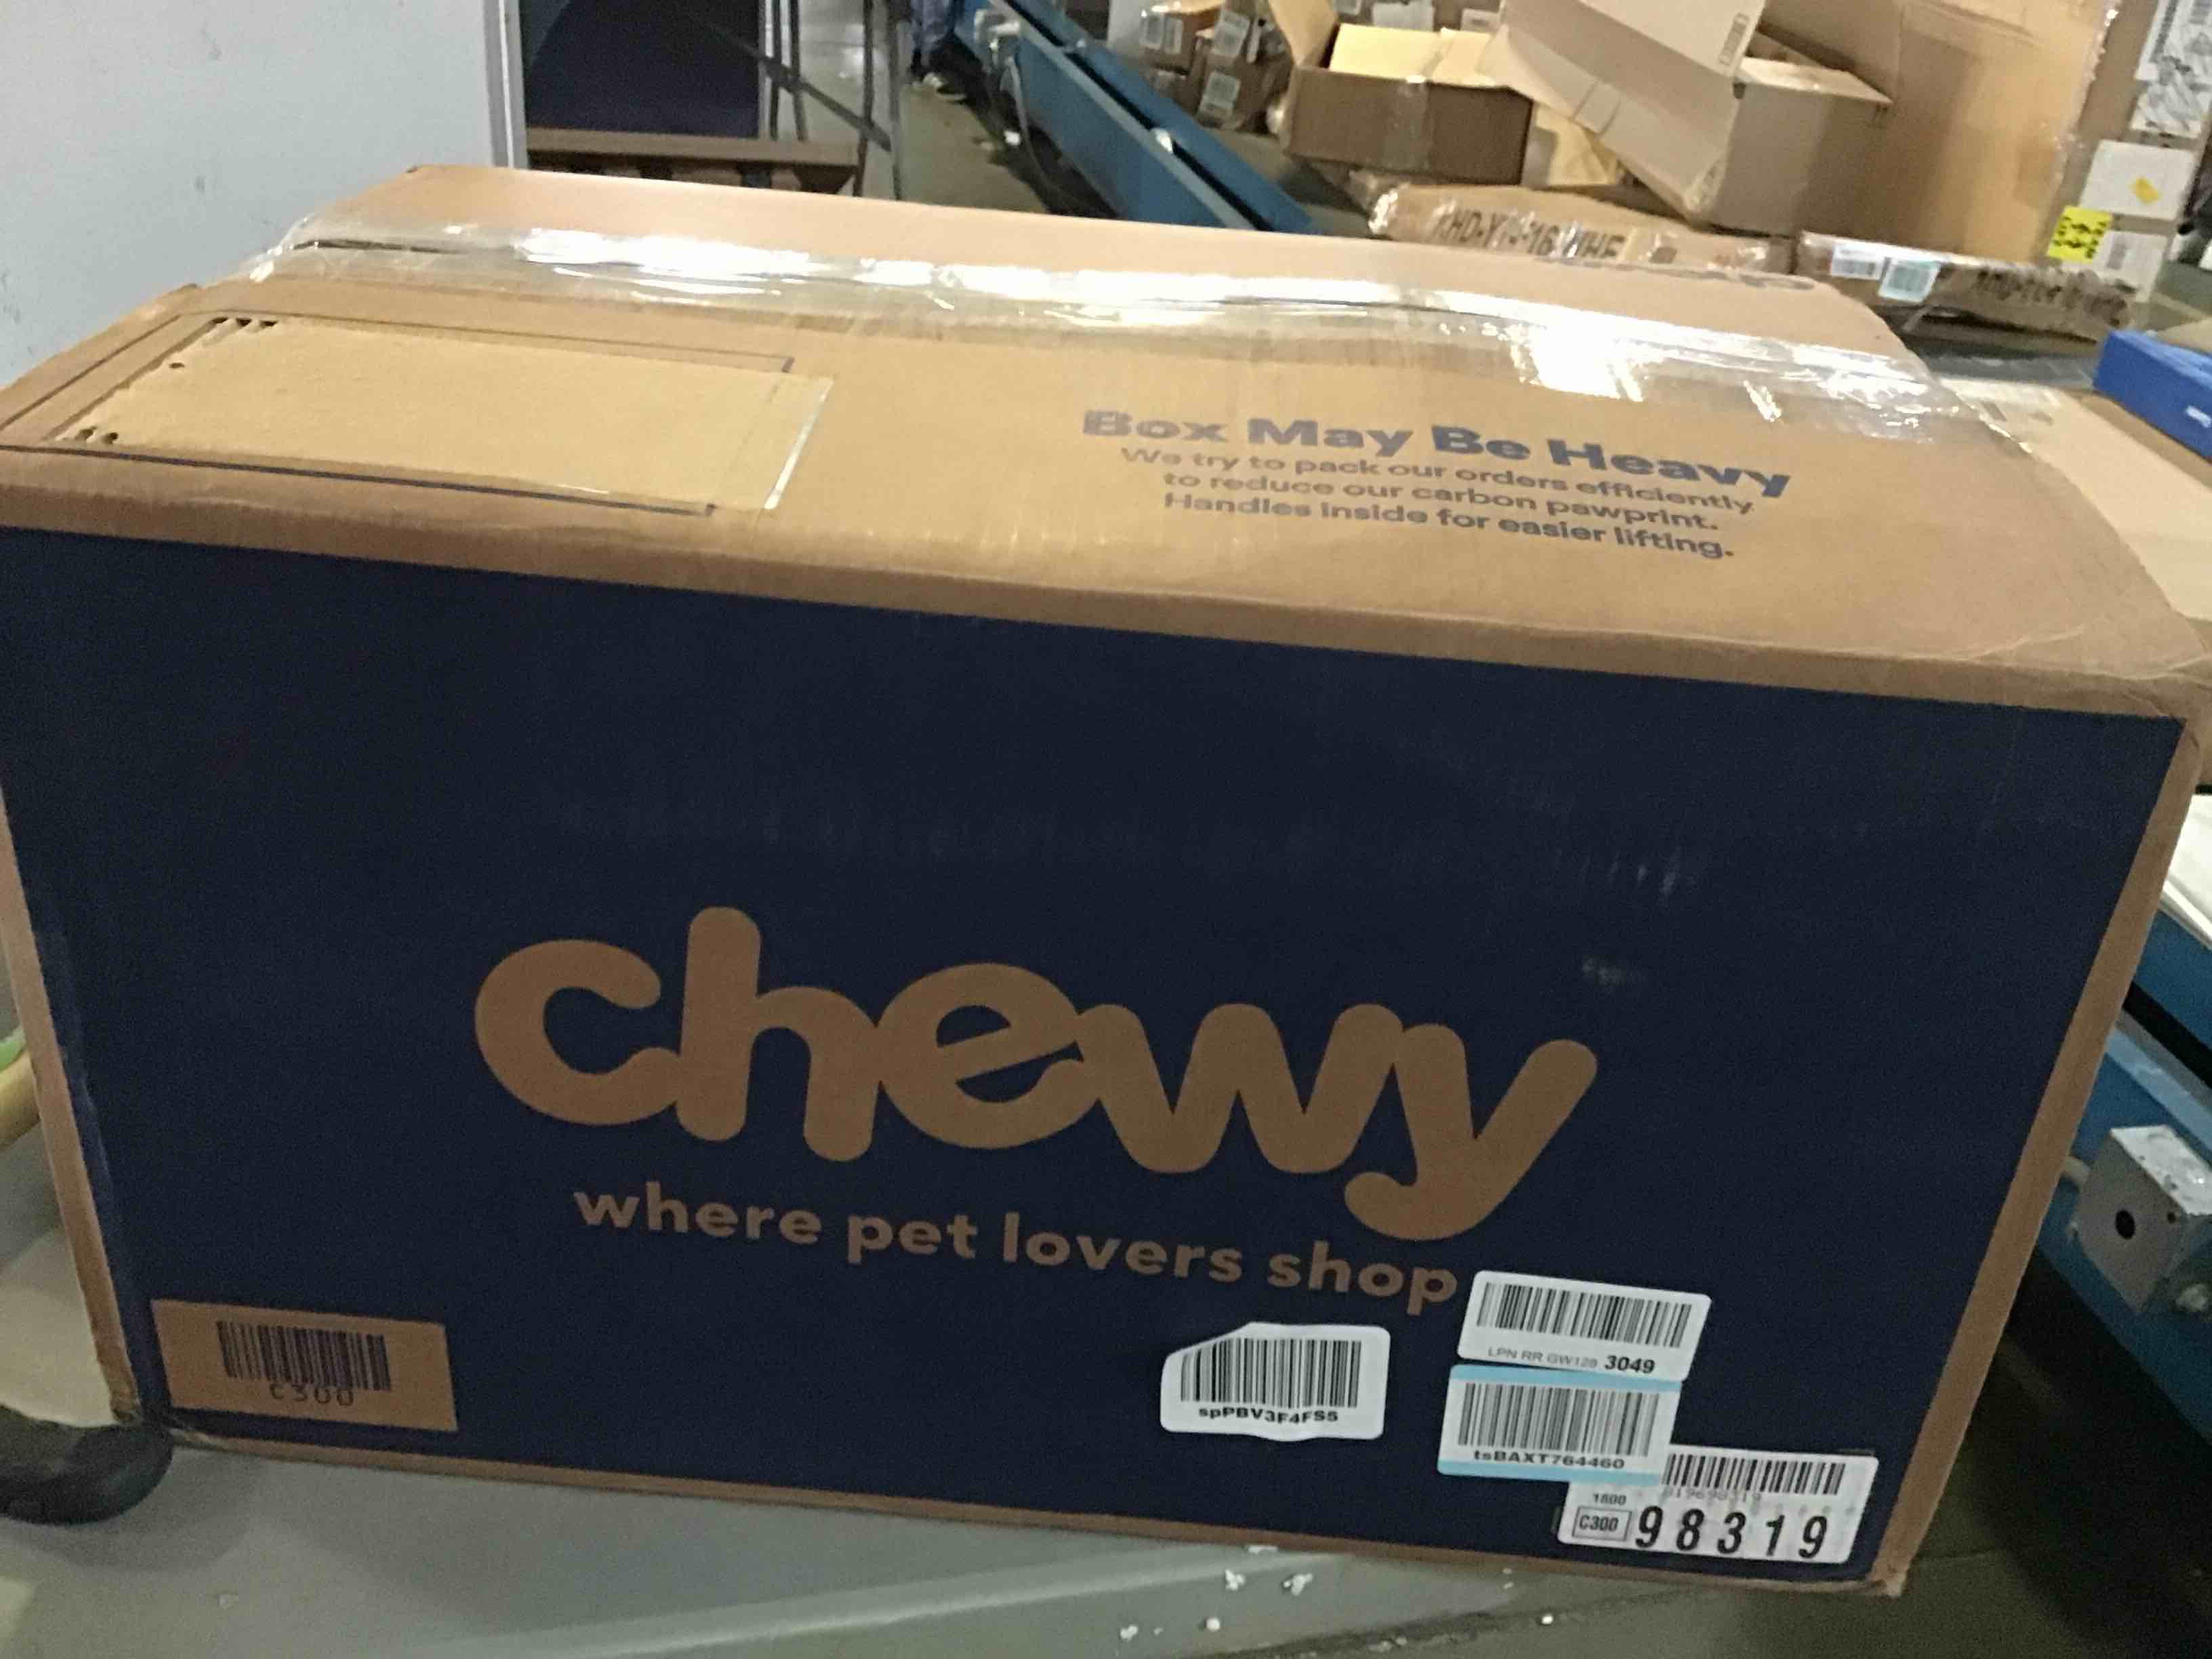 Box May Be Heavy
We try to pack our orders efficiently
to reduce our carbon pawprint.
Handles inside for easier lifting.
chewy
where pet lovers shop
C300
spPBV3F4FS5
LPN RR GW128 3049
tsBAXT764460
1800
C300 98319